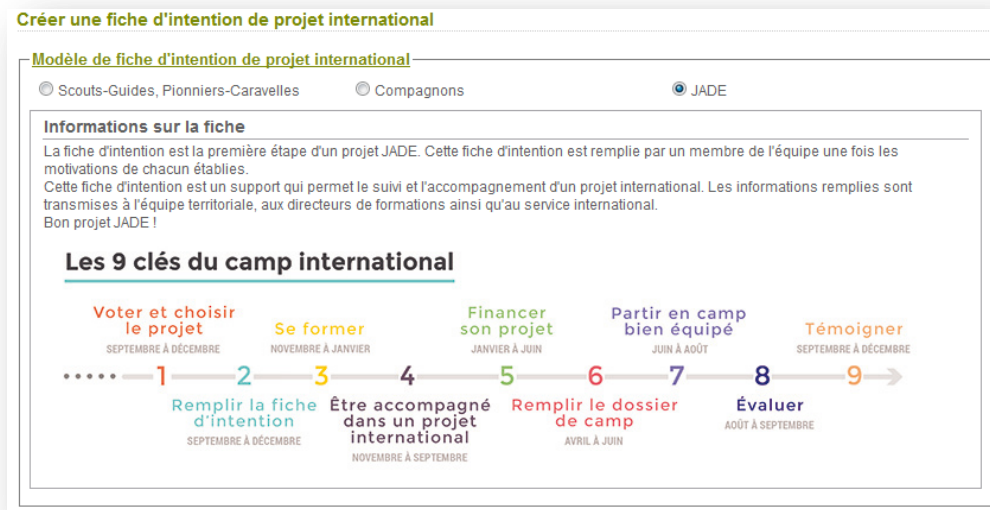 Créer une fiche d'intention de projet international
Modèle de fiche d'intention de projet international
Scouts-Guides, Pionniers-Caravelles
Compagnons
JADE
Informations sur la fiche
La fiche d'intention est la première étape d'un projet JADE. Cette fiche d'intention est remplie par un membre de l'équipe une fois les
motivations de chacun établies.
Cette fiche d'intention est un support qui permet le suivi et l'accompagnement d'un projet international. Les informations remplies sont
transmises à l'équipe territoriale, aux directeurs de formations ainsi qu'au service international.
Bon projet JADE !
Les 9 clés du camp international
Voter et choisir
le projet
SEPTEMBRE À DÉCEMBRE
Se former
NOVEMBRE À JANVIER
Financer
son projet
JANVIER À JUIN
Partir en camp
bien équipé
JUIN À AOÛT
Témoigner
SEPTEMBRE À DÉCEMBRE
1 2 3 4 5 6 7 8 9
Remplir la fiche
d'intention
SEPTEMBRE À DÉCEMBRE
Être accompagné
dans un projet
international
NOVEMBRE À SEPTEMBRE
Remplir le dossier
de camp
AVRIL À JUIN
Évaluer
AOÛT À SEPTEMBRE